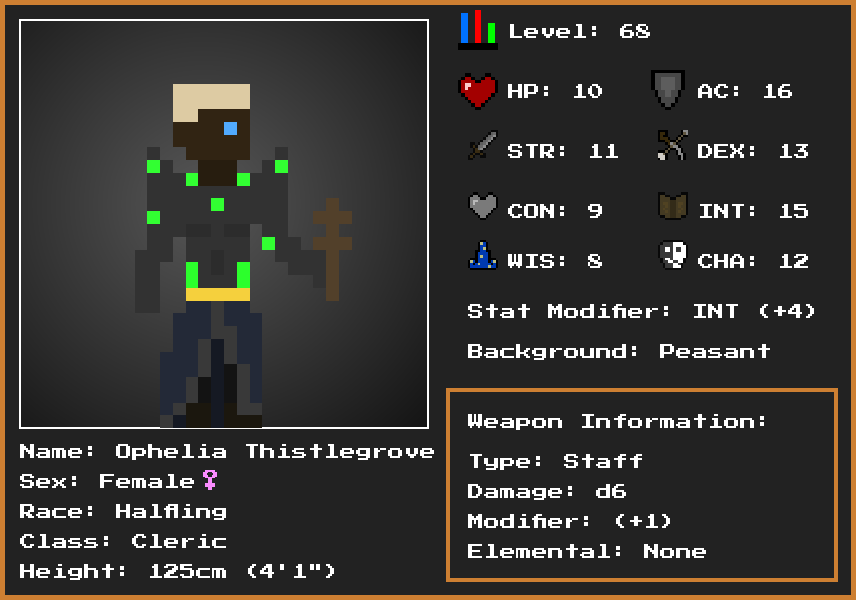 Level: 68
HP: 10
AC: 16
STR: 11
DEX: 13
CON: 9
INT: 15
WIS: 8
CHA: 12
Stat Modifier: INT (+4)
Background: Peasant
Weapon Information:
Type: Staff
Damage: d6
Modifier: (+1)
Elemental: None
Name: Ophelia Thistlegrove
Sex: Female♀
Race: Halfling
Class: Cleric
Height: 125cm (4'1")